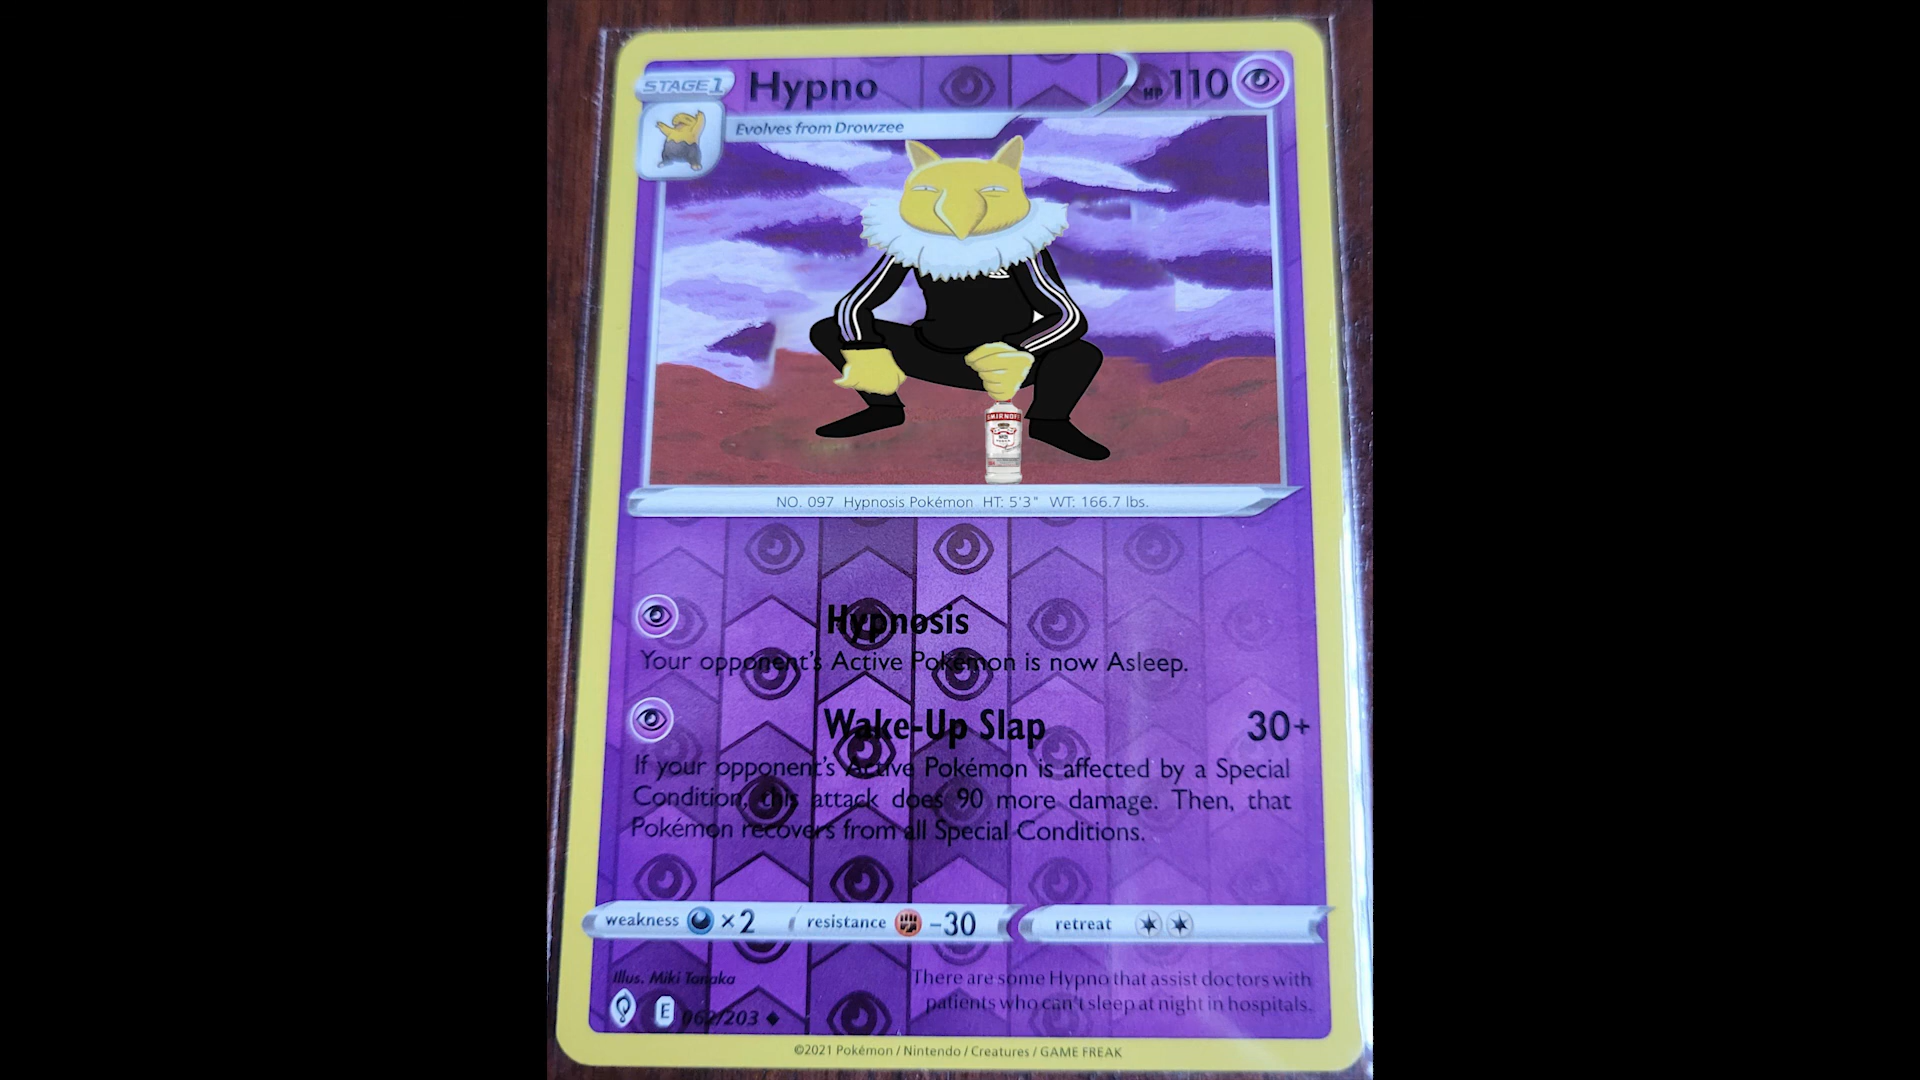 STAGE 1 Hypno HP 110
Evolves from Drowzee
SMIRNOFF
NO. 097 Hypnosis Pokémon HT: 5'3" WT: 166.7 lbs.
Hypnosis
Your opponent's Active Pokémon is now Asleep.
Wake-Up Slap 30+
If your opponent's Active Pokémon is affected by a Special
Condition, this attack does 90 more damage. Then, that
Pokémon recovers from all Special Conditions.
weakness ×2 resistance -30 retreat
Illus. Miki Tanaka
There are some Hypno that assist doctors with
patients who can't sleep at night in hospitals.
E 062/203
©2021 Pokémon / Nintendo / Creatures / GAME FREAK